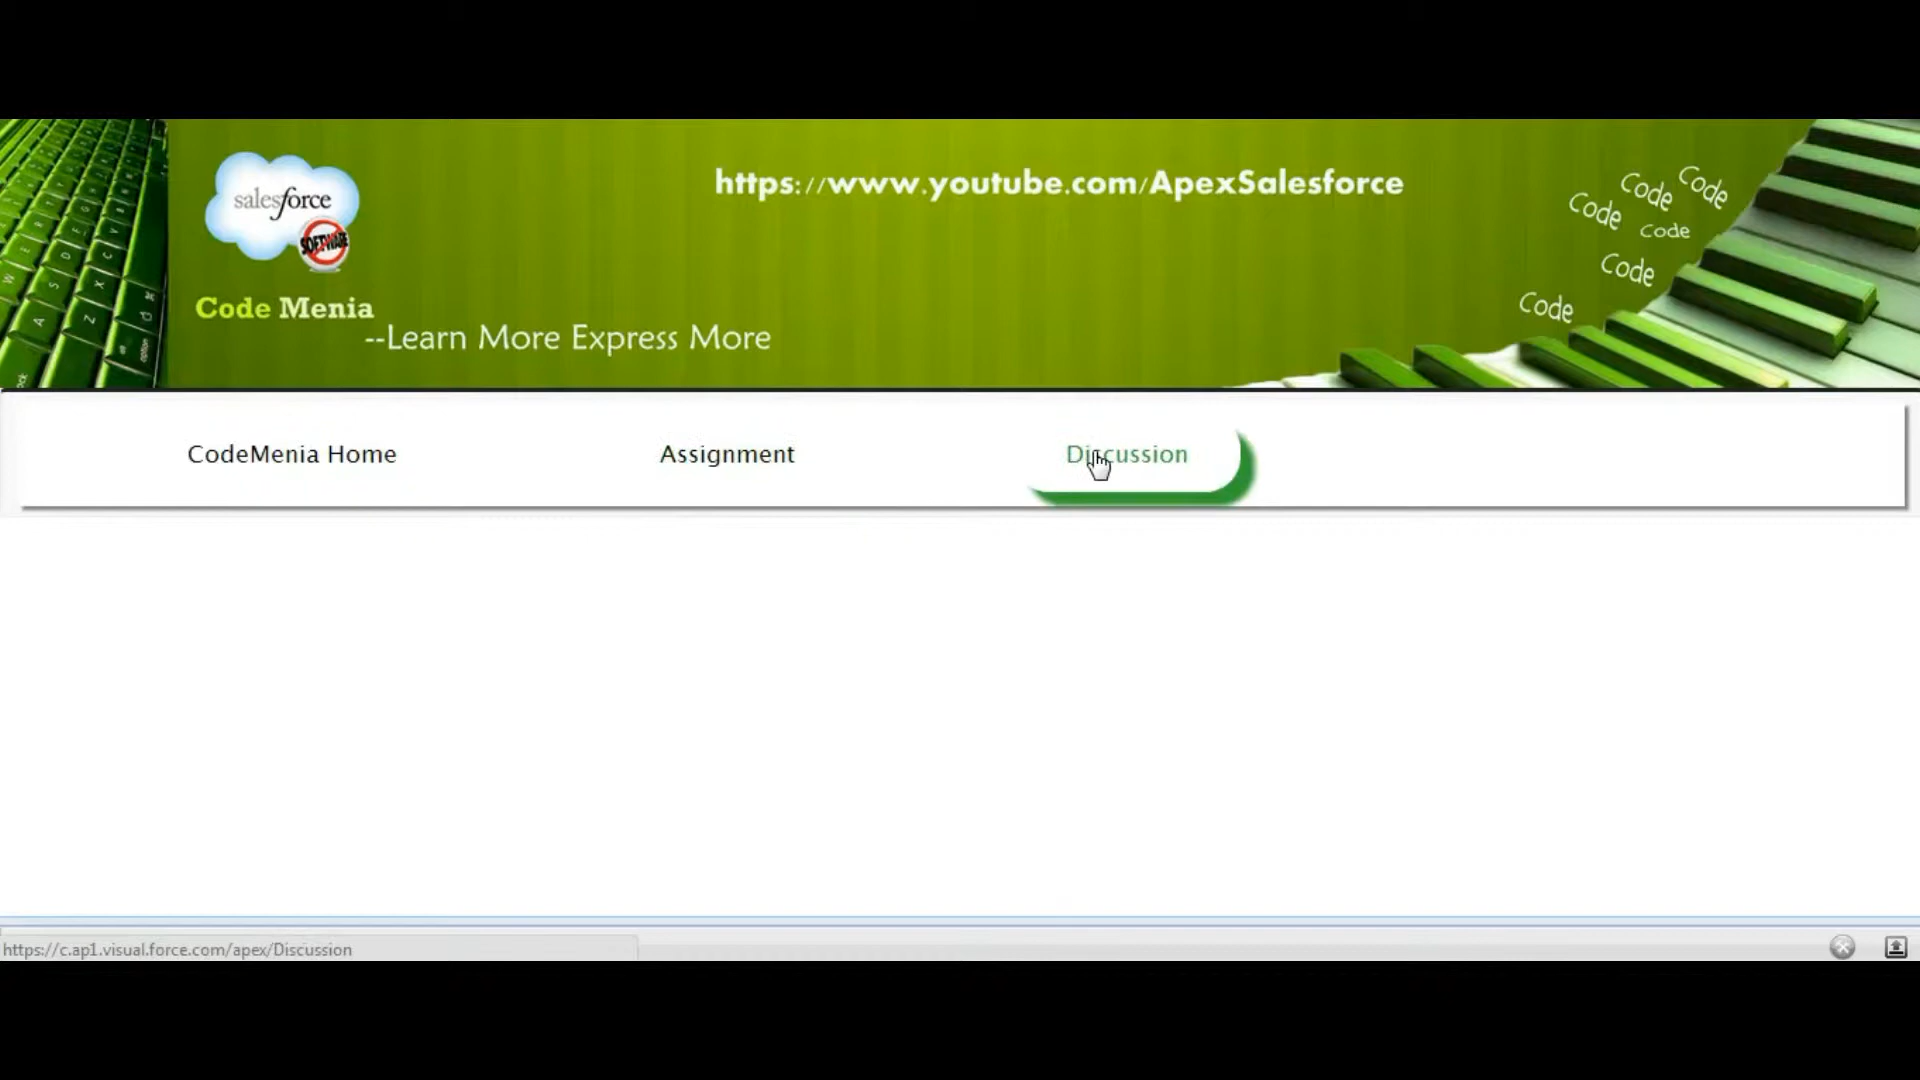 salesforce
SOFTWARE
Code Menia
--Learn More Express More
https://www.youtube.com/ApexSalesforce
Code
Code
Code
Code
Code
Code
CodeMenia Home
Assignment
Discussion
https://c.ap1.visual.force.com/apex/Discussion